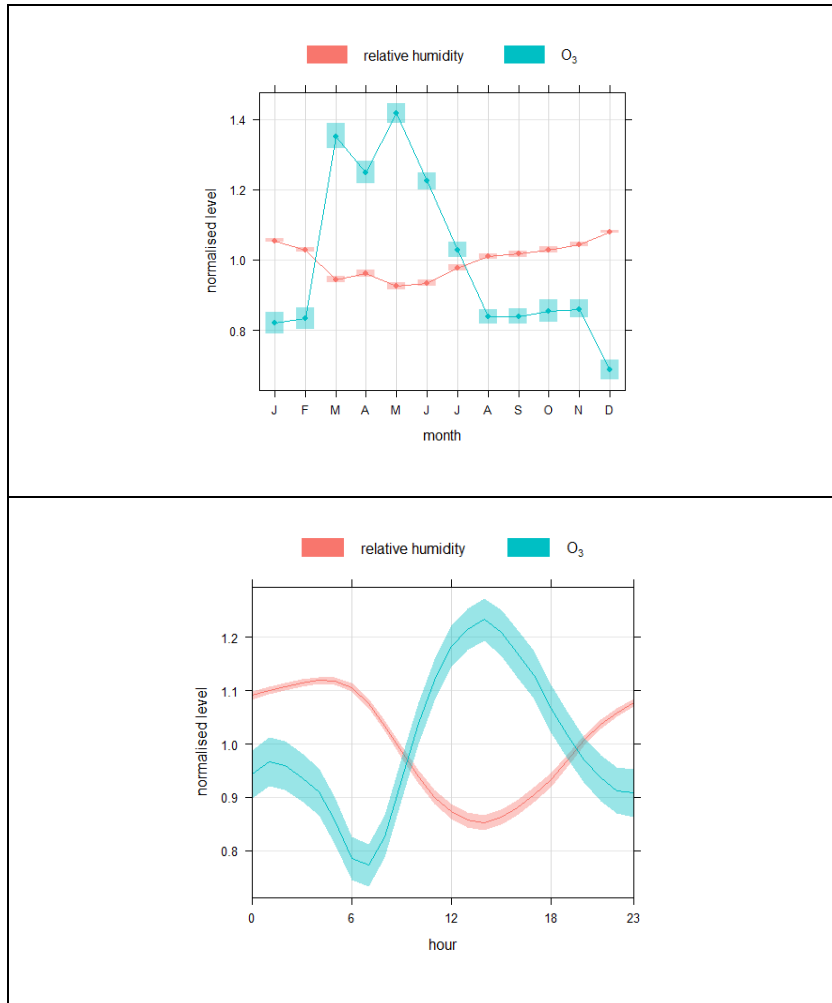 relative humidity O₃
normalised level
1.4
1.2
1.0
0.8
J F M A M J J A S O N D
month
relative humidity O₃
normalised level
1.2
1.1
1.0
0.9
0.8
0 6 12 18 23
hour